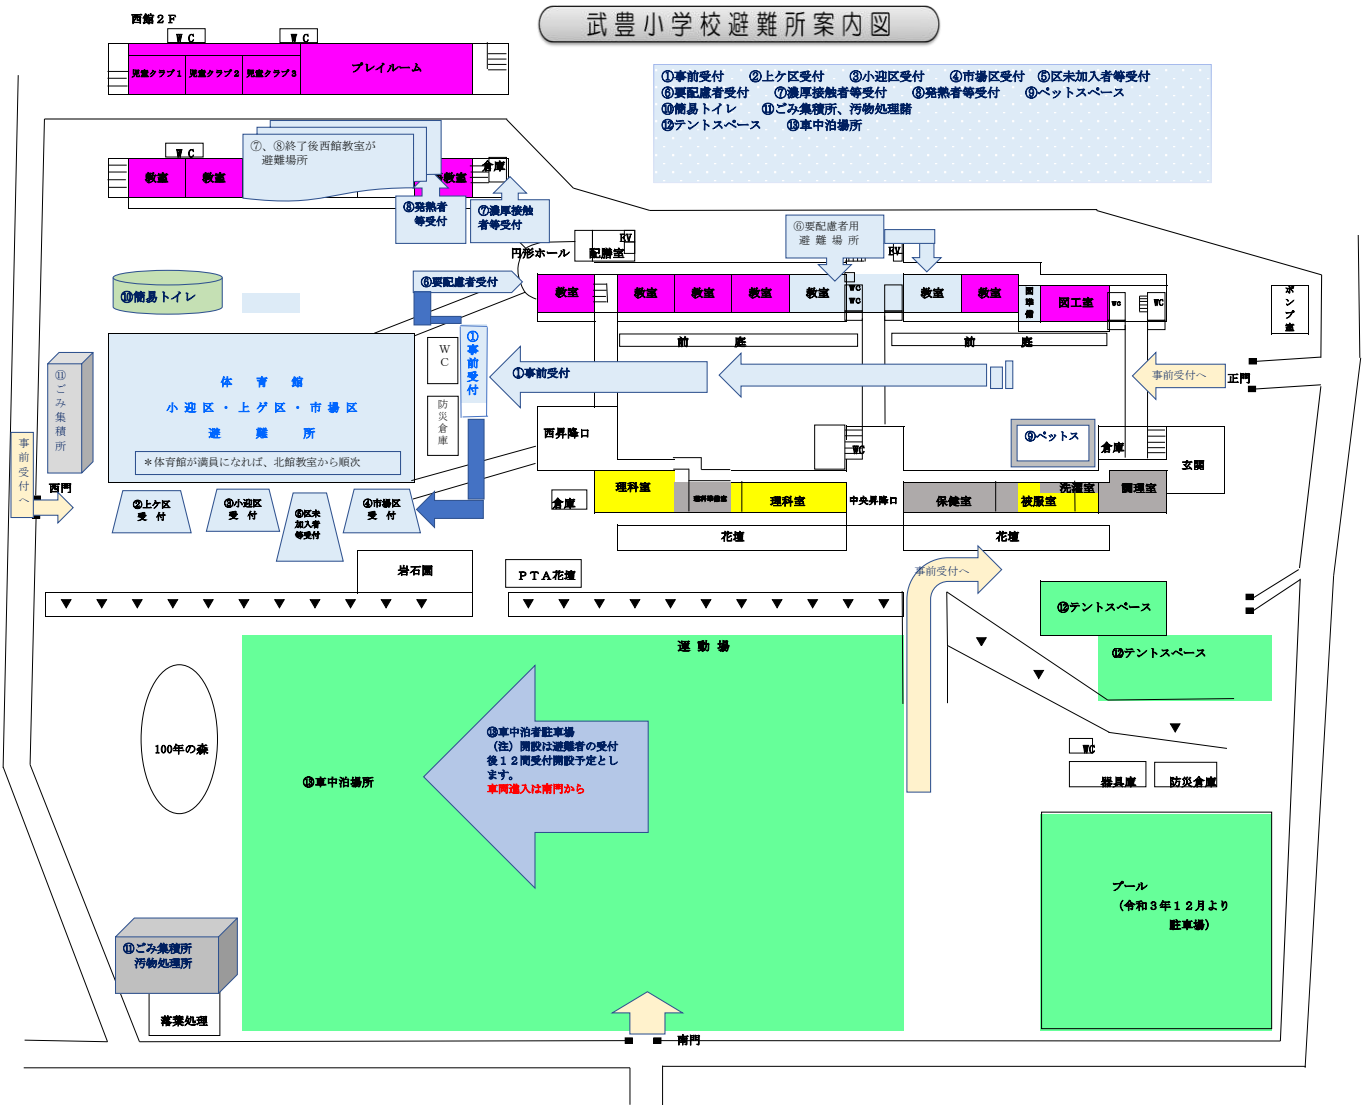 武豊小学校避難所案内図
西館２Ｆ
ＷＣ
ＷＣ
児童クラブ１
児童クラブ２
児童クラブ３
プレイルーム
①事前受付　②上ケ区受付　③小迎区受付　④市場区受付　⑤区未加入者等受付
⑥要配慮者受付　⑦濃厚接触者等受付　⑧発熱者等受付　⑨ペットスペース
⑩簡易トイレ　⑪ごみ集積所、汚物処理諸
⑫テントスペース　⑬車中泊場所
ＷＣ
⑦、⑧終了後西館教室が
避難場所
教室
教室
教室
倉庫
⑧発熱者
等受付
⑦濃厚接触
者等受付
⑥要配慮者用
避難場所
円形ホール
配膳室
EV
EV
⑩簡易トイレ
⑥要配慮者受付
教室
教室
教室
教室
教室
WC
WC
教室
教室
図準備
図工室
WC
WC
ポンプ室
前庭
前庭
体育館
小迎区・上ゲ区・市場区
避難所
＊体育館が満員になれば、北館教室から順次
ＷＣ
防災倉庫
①事前受付
①事前受付
事前受付へ
正門
⑪ごみ集積所
事前受付へ
西門
西昇降口
WC
⑨ペットス
倉庫
玄関
②上ケ区
受　付
③小迎区
受　付
⑤区未
加入者
等受付
④市場区
受　付
倉庫
理科室
理科準備室
理科室
中央昇降口
保健室
被服室
洗濯室
調理室
花壇
花壇
岩石園
ＰＴＡ花壇
事前受付へ
⑫テントスペース
⑫テントスペース
運動場
100年の森
⑬車中泊場所
⑬車中泊者駐車場
（注）開設は避難者の受付
後１２間受付開設予定とし
ます。
車両進入は南門から
WC
器具庫
防災倉庫
プール
（令和３年１２月より
駐車場）
⑪ごみ集積所
汚物処理所
落葉処理
南門